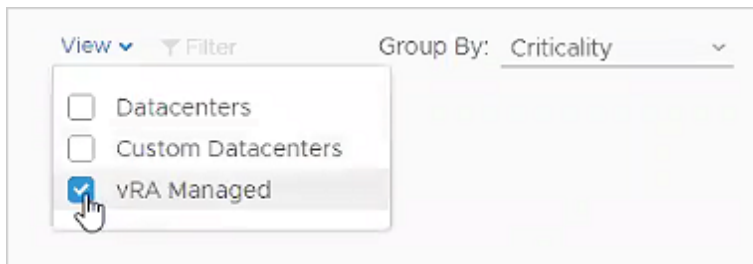 View Filter Group By: Criticality
Datacenters
Custom Datacenters
vRA Managed